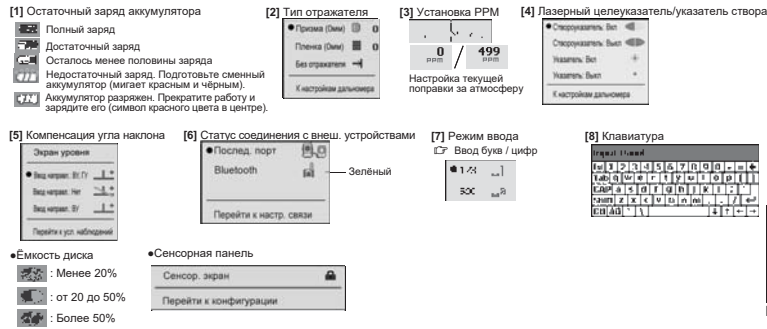 [1] Остаточный заряд аккумулятора
Полный заряд
Достаточный заряд
Осталось менее половины заряда
Недостаточный заряд. Подготовьте сменный
аккумулятор (мигает красным и чёрным).
Аккумулятор разряжен. Прекратите работу и
зарядите его (символ красного цвета в центре).
[2] Тип отражателя
Призма (0мм) 0
Пленка (0мм) 0
Без отражателя
К настройкам дальномера
[3] Установка PPM
0 / 499
PPM PPM
Настройка текущей
поправки за атмосферу
[4] Лазерный целеуказатель/указатель створа
Створоуказатель: Вкл
Створоуказатель: Выкл
Указатель: Вкл
Указатель: Выкл
К настройкам дальномера
[5] Компенсация угла наклона
Экран уровня
Ввод направл. ВУ, ГУ
Ввод направл. Нет
Ввод направл. ВУ
Перейти к усл. наблюдений
[6] Статус соединения с внеш. устройствами
●Послед. порт
Bluetooth
Зелёный
Перейти к настр. связи
[7] Режим ввода
Ввод букв / цифр
[8] Клавиатура
●Ёмкость диска
: Менее 20%
: от 20 до 50%
: Более 50%
●Сенсорная панель
Сенсор. экран
Перейти к конфигурации